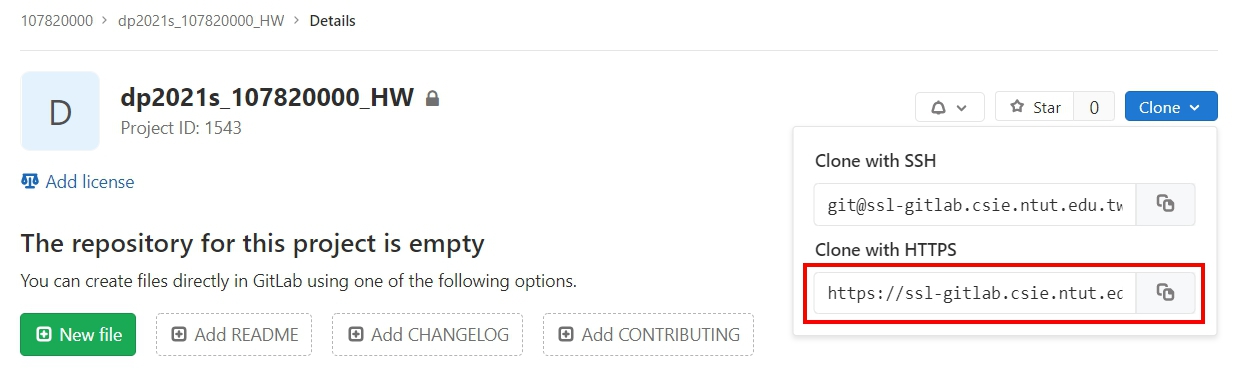 107820000 > dp2021s_107820000_HW > Details
D
dp2021s_107820000_HW
Project ID: 1543
Star 0
Clone
Add license
Clone with SSH
git@ssl-gitlab.csie.ntut.edu.tw
Clone with HTTPS
https://ssl-gitlab.csie.ntut.ed
The repository for this project is empty
You can create files directly in GitLab using one of the following options.
New file
Add README
Add CHANGELOG
Add CONTRIBUTING